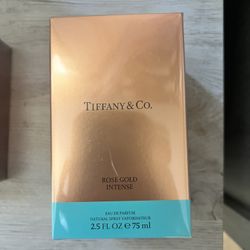 TIFFANY & CO.
ROSE GOLD
INTENSE
EAU DE PARFUM
NATURAL SPRAY VAPORISATEUR
2.5 FL OZ e 75 ml